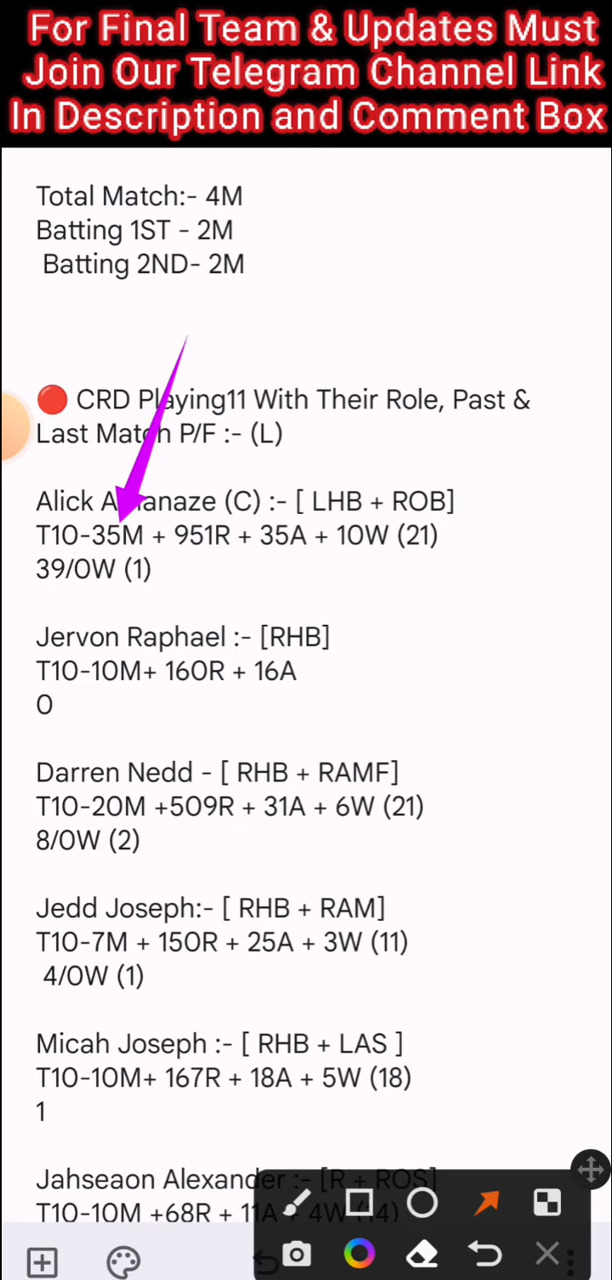 For Final Team & Updates Must
Join Our Telegram Channel Link
In Description and Comment Box
Total Match:- 4M
Batting 1ST - 2M
Batting 2ND- 2M
🔴 CRD Playing11 With Their Role, Past &
Last Match P/F :- (L)
Alick (C) :- [ LHB + ROB]
T10-35M + 951R + 35A + 10W (21)
39/0W (1)
Jervon Raphael :- [RHB]
T10-10M+ 160R + 16A
0
Darren Nedd - [ RHB + RAMF]
T10-20M +509R + 31A + 6W (21)
8/0W (2)
Jedd Joseph:- [ RHB + RAM]
T10-7M + 150R + 25A + 3W (11)
4/0W (1)
Micah Joseph :- [ RHB + LAS ]
T10-10M+ 167R + 18A + 5W (18)
1
Jahseaon Alexander :- [R + ROS]
T10-10M +68R + 11A + 4W (14)